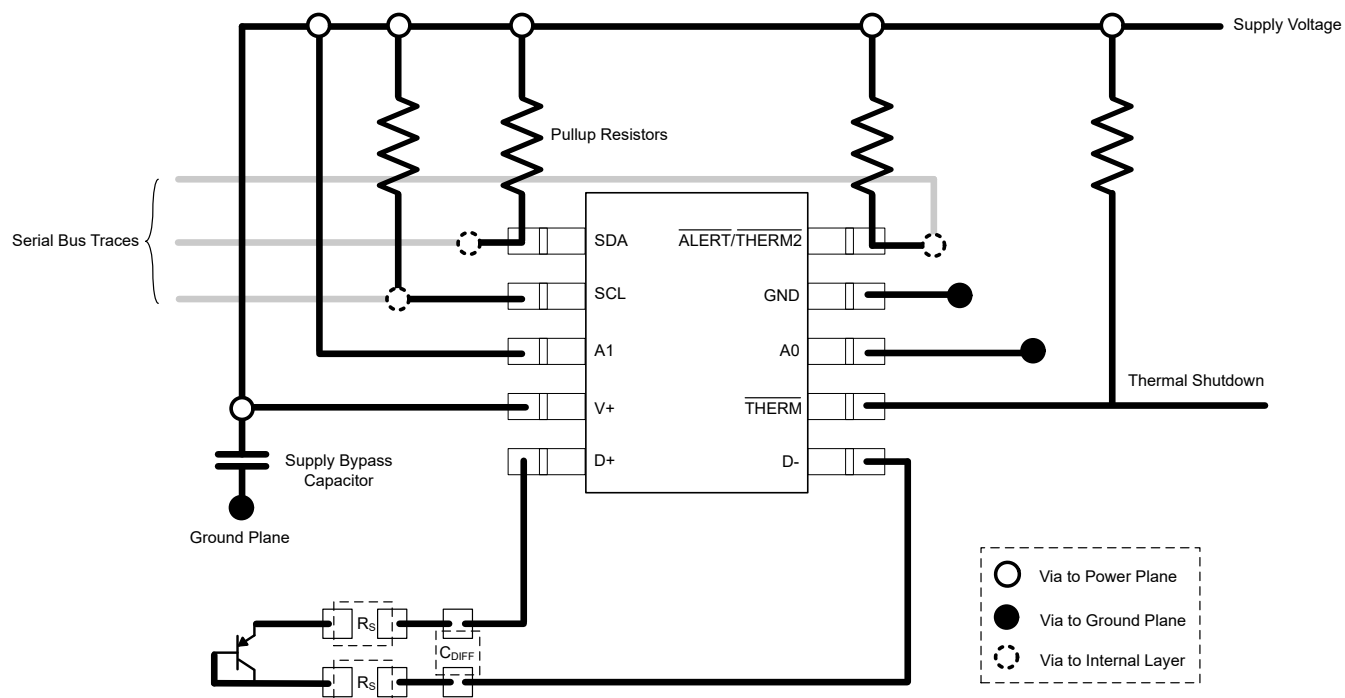 Supply Voltage
Pullup Resistors
Serial Bus Traces
SDA
ALERT/THERM2
SCL
GND
A1
A0
Thermal Shutdown
V+
THERM
Supply Bypass
Capacitor
D+
D-
Ground Plane
Via to Power Plane
Via to Ground Plane
Via to Internal Layer
RS
CDIFF
RS